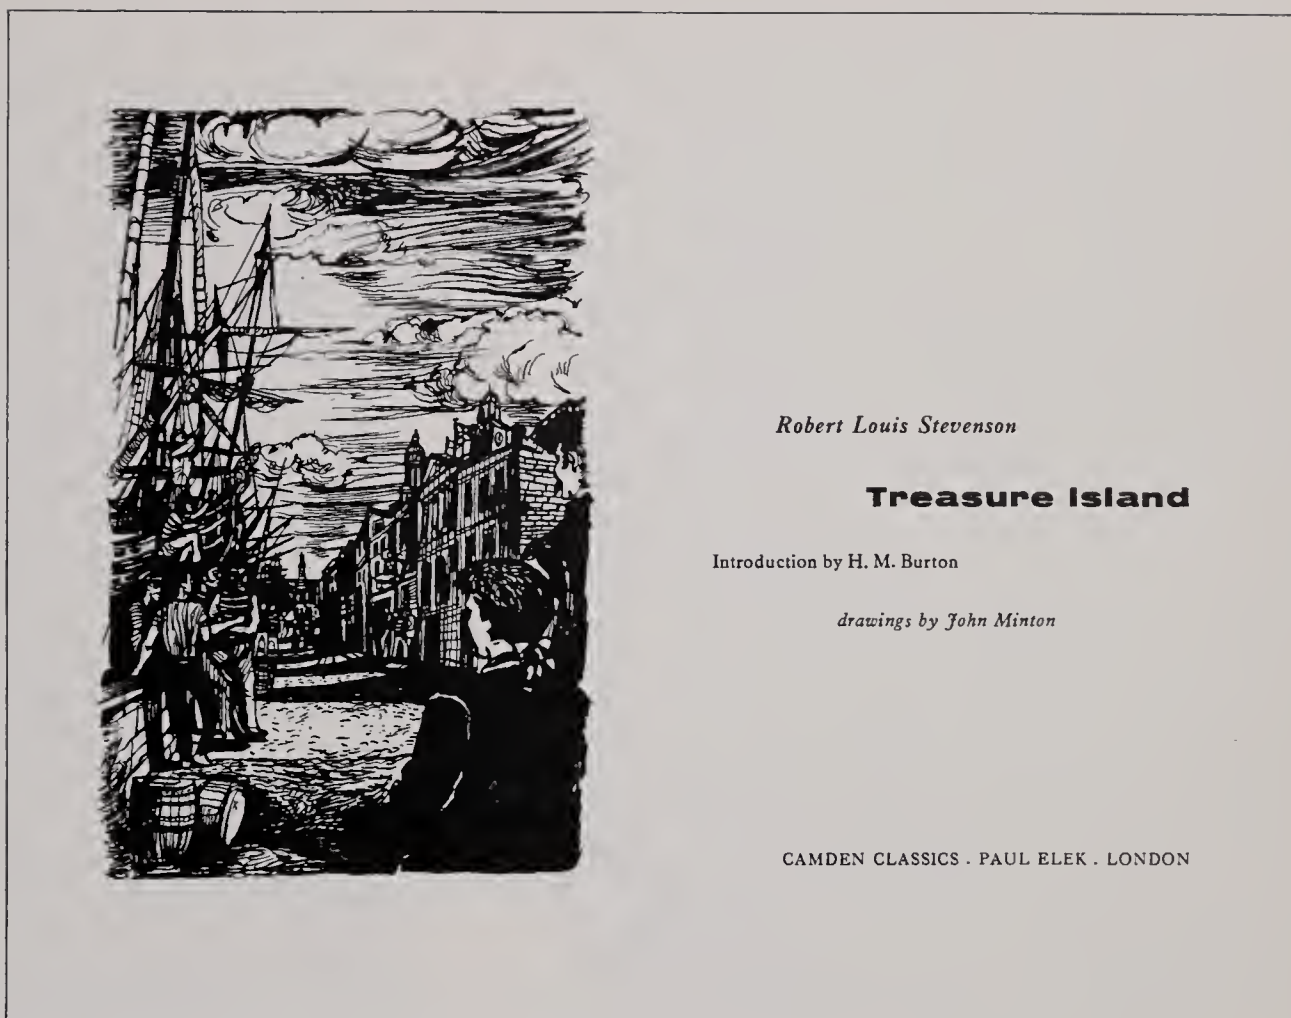 Robert Louis Stevenson
Treasure Island
Introduction by H. M. Burton
drawings by John Minton
CAMDEN CLASSICS . PAUL ELEK . LONDON